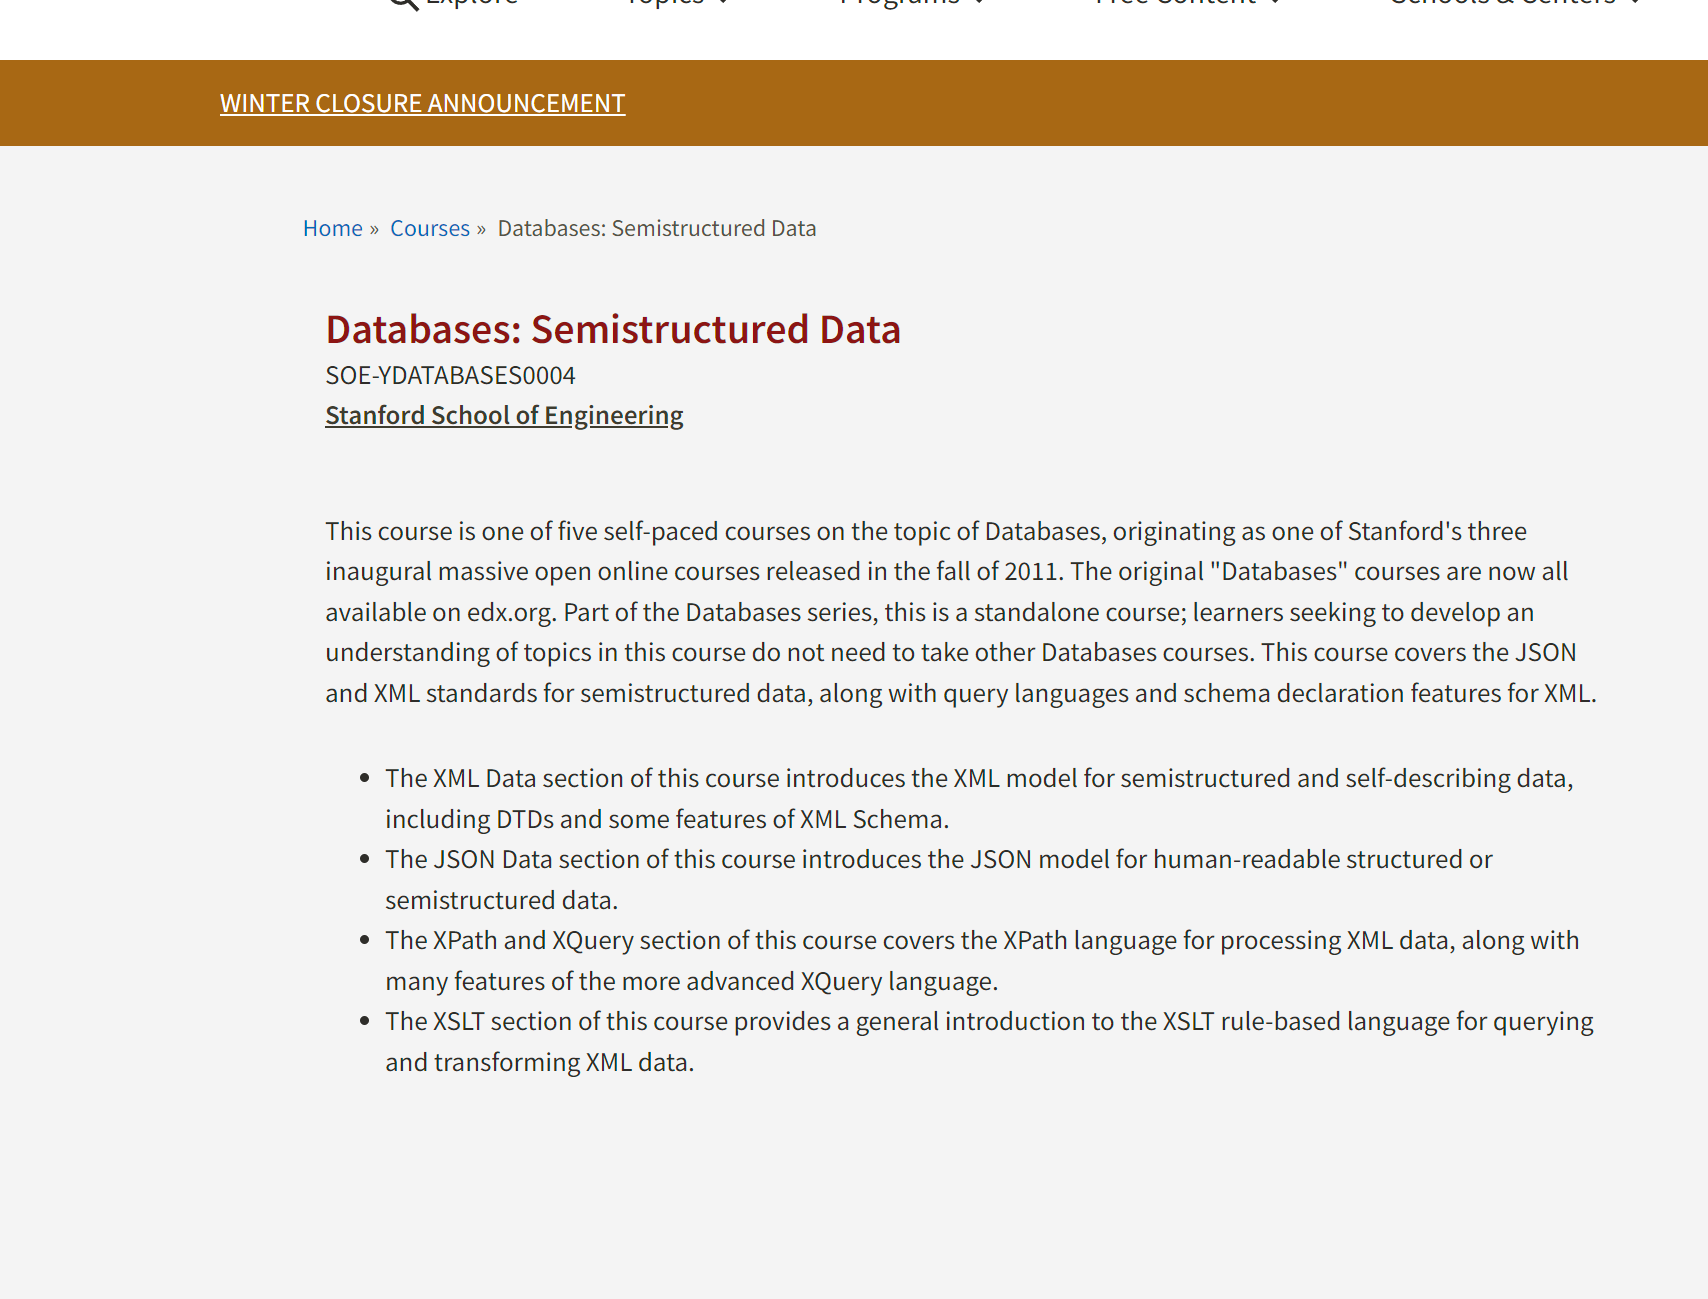 Explore Topics Programs Free Content Schools & Centers
WINTER CLOSURE ANNOUNCEMENT
Home » Courses » Databases: Semistructured Data
Databases: Semistructured Data
SOE-YDATABASES0004
Stanford School of Engineering
This course is one of five self-paced courses on the topic of Databases, originating as one of Stanford's three
inaugural massive open online courses released in the fall of 2011. The original "Databases" courses are now all
available on edx.org. Part of the Databases series, this is a standalone course; learners seeking to develop an
understanding of topics in this course do not need to take other Databases courses. This course covers the JSON
and XML standards for semistructured data, along with query languages and schema declaration features for XML.
• The XML Data section of this course introduces the XML model for semistructured and self-describing data,
including DTDs and some features of XML Schema.
• The JSON Data section of this course introduces the JSON model for human-readable structured or
semistructured data.
• The XPath and XQuery section of this course covers the XPath language for processing XML data, along with
many features of the more advanced XQuery language.
• The XSLT section of this course provides a general introduction to the XSLT rule-based language for querying
and transforming XML data.